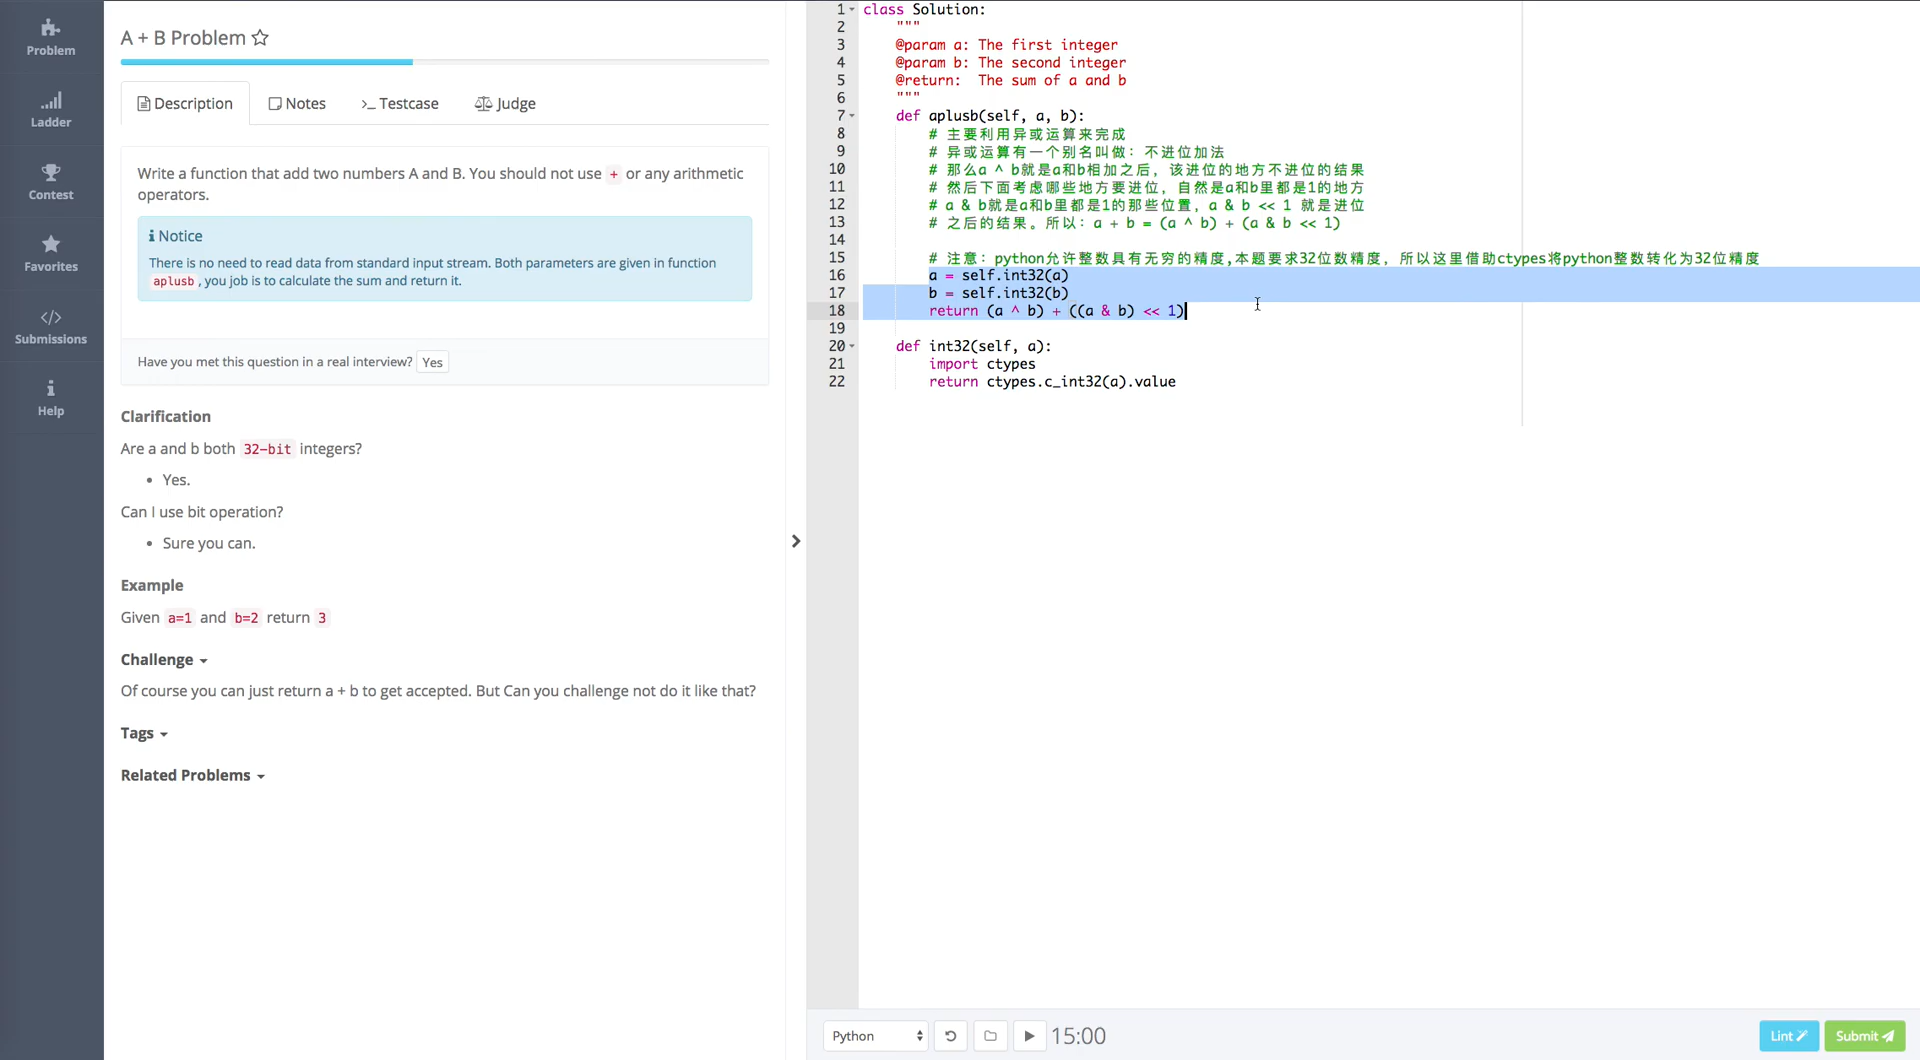 Problem
Ladder
Contest
Favorites
Submissions
Help
A + B Problem
Description
Notes
Testcase
Judge
Write a function that add two numbers A and B. You should not use + or any arithmetic
operators.
Notice
There is no need to read data from standard input stream. Both parameters are given in function
aplusb, you job is to calculate the sum and return it.
Have you met this question in a real interview? Yes
Clarification
Are a and b both 32-bit integers?
• Yes.
Can I use bit operation?
• Sure you can.
Example
Given a=1 and b=2 return 3
Challenge
Of course you can just return a + b to get accepted. But Can you challenge not do it like that?
Tags
Related Problems
1 class Solution:
2 """
3 @param a: The first integer
4 @param b: The second integer
5 @return: The sum of a and b
6 """
7 def aplusb(self, a, b):
8 # 主要利用异或运算来完成
9 # 异或运算有一个别名叫做：不进位加法
10 # 那么a ^ b就是a和b相加之后，该进位的地方不进位的结果
11 # 然后下面考虑哪些地方要进位，自然是a和b里都是1的地方
12 # a & b就是a和b里都是1的那些位置，a & b << 1 就是进位
13 # 之后的结果。所以：a + b = (a ^ b) + (a & b << 1)
14
15 # 注意：python允许整数具有无穷的精度,本题要求32位数精度，所以这里借助ctypes将python整数转化为32位精度
16 a = self.int32(a)
17 b = self.int32(b)
18 return (a ^ b) + ((a & b) << 1)
19
20 def int32(self, a):
21 import ctypes
22 return ctypes.c_int32(a).value
Python
15:00
Lint
Submit